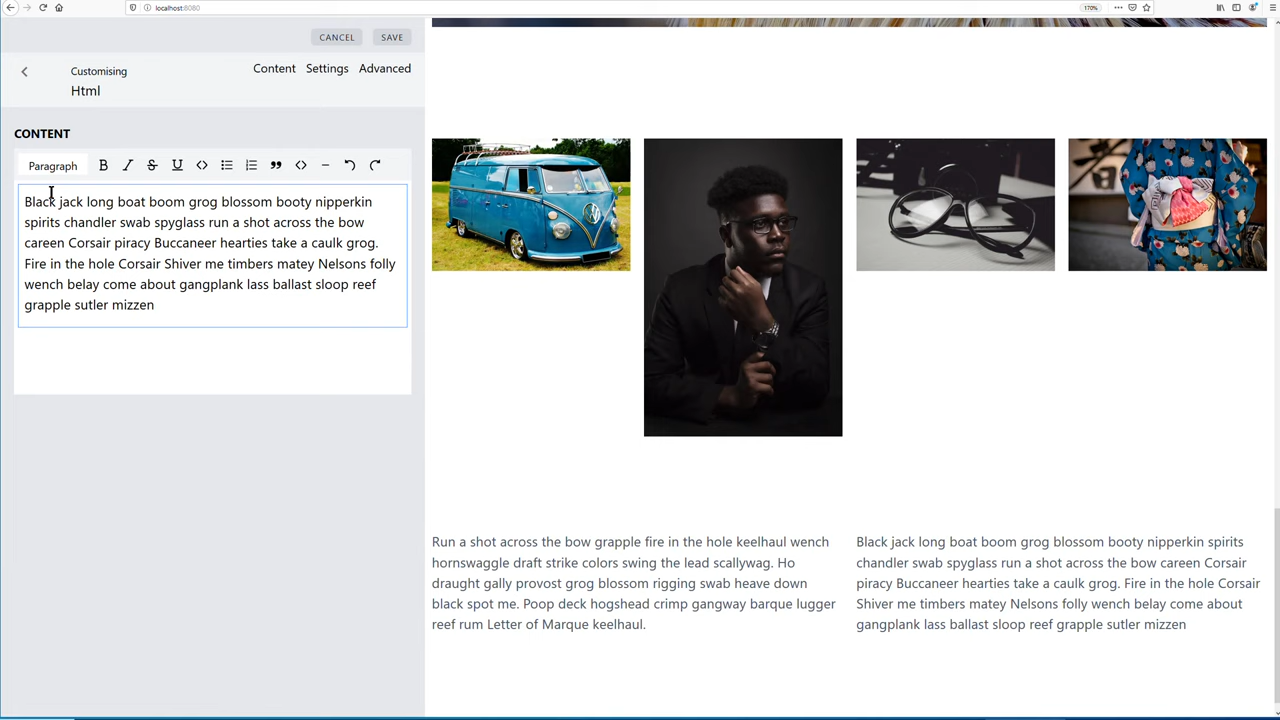 localhost:8080
170%
CANCEL
SAVE
Customising
Html
Content
Settings
Advanced
CONTENT
Paragraph
Black jack long boat boom grog blossom booty nipperkin
spirits chandler swab spyglass run a shot across the bow
careen Corsair piracy Buccaneer hearties take a caulk grog.
Fire in the hole Corsair Shiver me timbers matey Nelsons folly
wench belay come about gangplank lass ballast sloop reef
grapple sutler mizzen
Run a shot across the bow grapple fire in the hole keelhaul wench
hornswaggle draft strike colors swing the lead scallywag. Ho
draught gally provost grog blossom rigging swab heave down
black spot me. Poop deck hogshead crimp gangway barque lugger
reef rum Letter of Marque keelhaul.
Black jack long boat boom grog blossom booty nipperkin spirits
chandler swab spyglass run a shot across the bow careen Corsair
piracy Buccaneer hearties take a caulk grog. Fire in the hole Corsair
Shiver me timbers matey Nelsons folly wench belay come about
gangplank lass ballast sloop reef grapple sutler mizzen